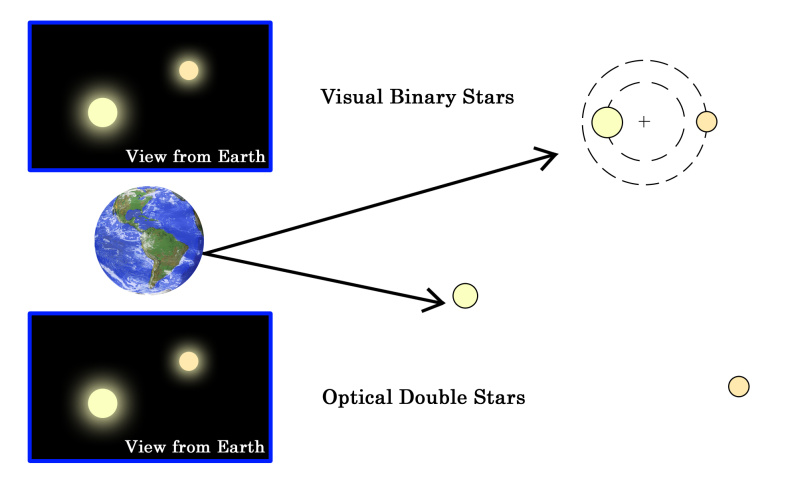 Visual Binary Stars
View from Earth
Optical Double Stars
View from Earth